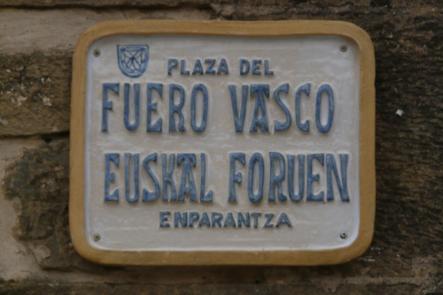 PLAZA DEL
FUERO VASCO
EUSKAL FORUEN
ENPARANTZA